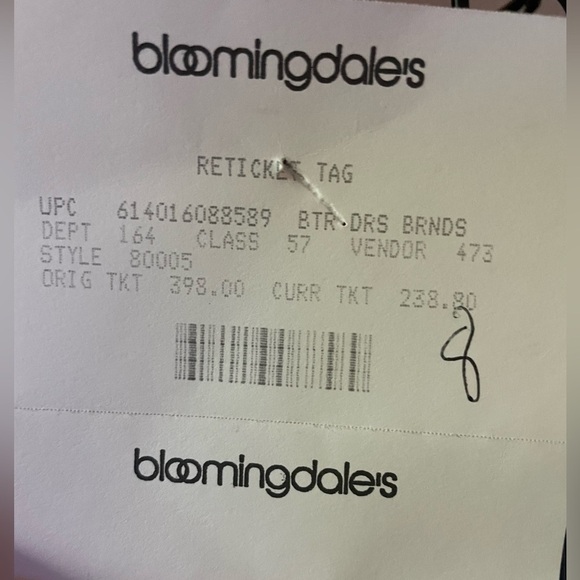 bloomingdale's
RETICKET TAG
UPC 614016088589 BTR DRS BRNDS
DEPT 164 CLASS 57 VENDOR 473
STYLE 80005
ORIG TKT 398.00 CURR TKT 238.80
8
bloomingdale's